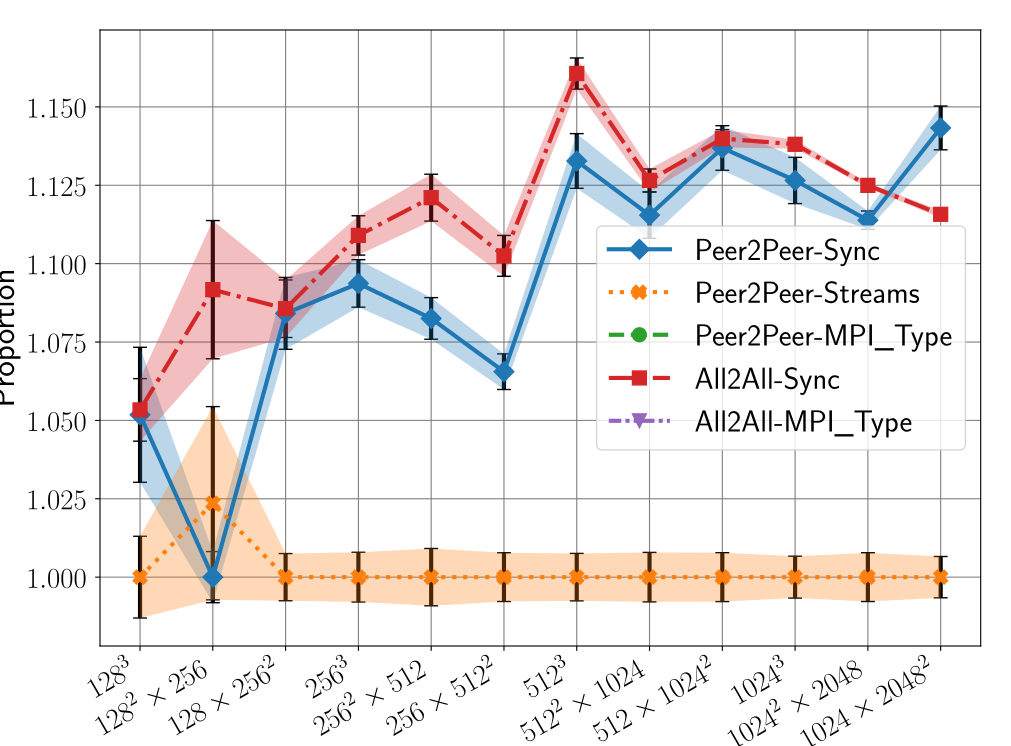 Proportion
1.150
1.125
1.100
1.075
1.050
1.025
1.000
Peer2Peer-Sync
Peer2Peer-Streams
Peer2Peer-MPI_Type
All2All-Sync
All2All-MPI_Type
128³
128² × 256
128 × 256²
256³
256² × 512
256 × 512²
512³
512² × 1024
512 × 1024²
1024³
1024² × 2048
1024 × 2048²